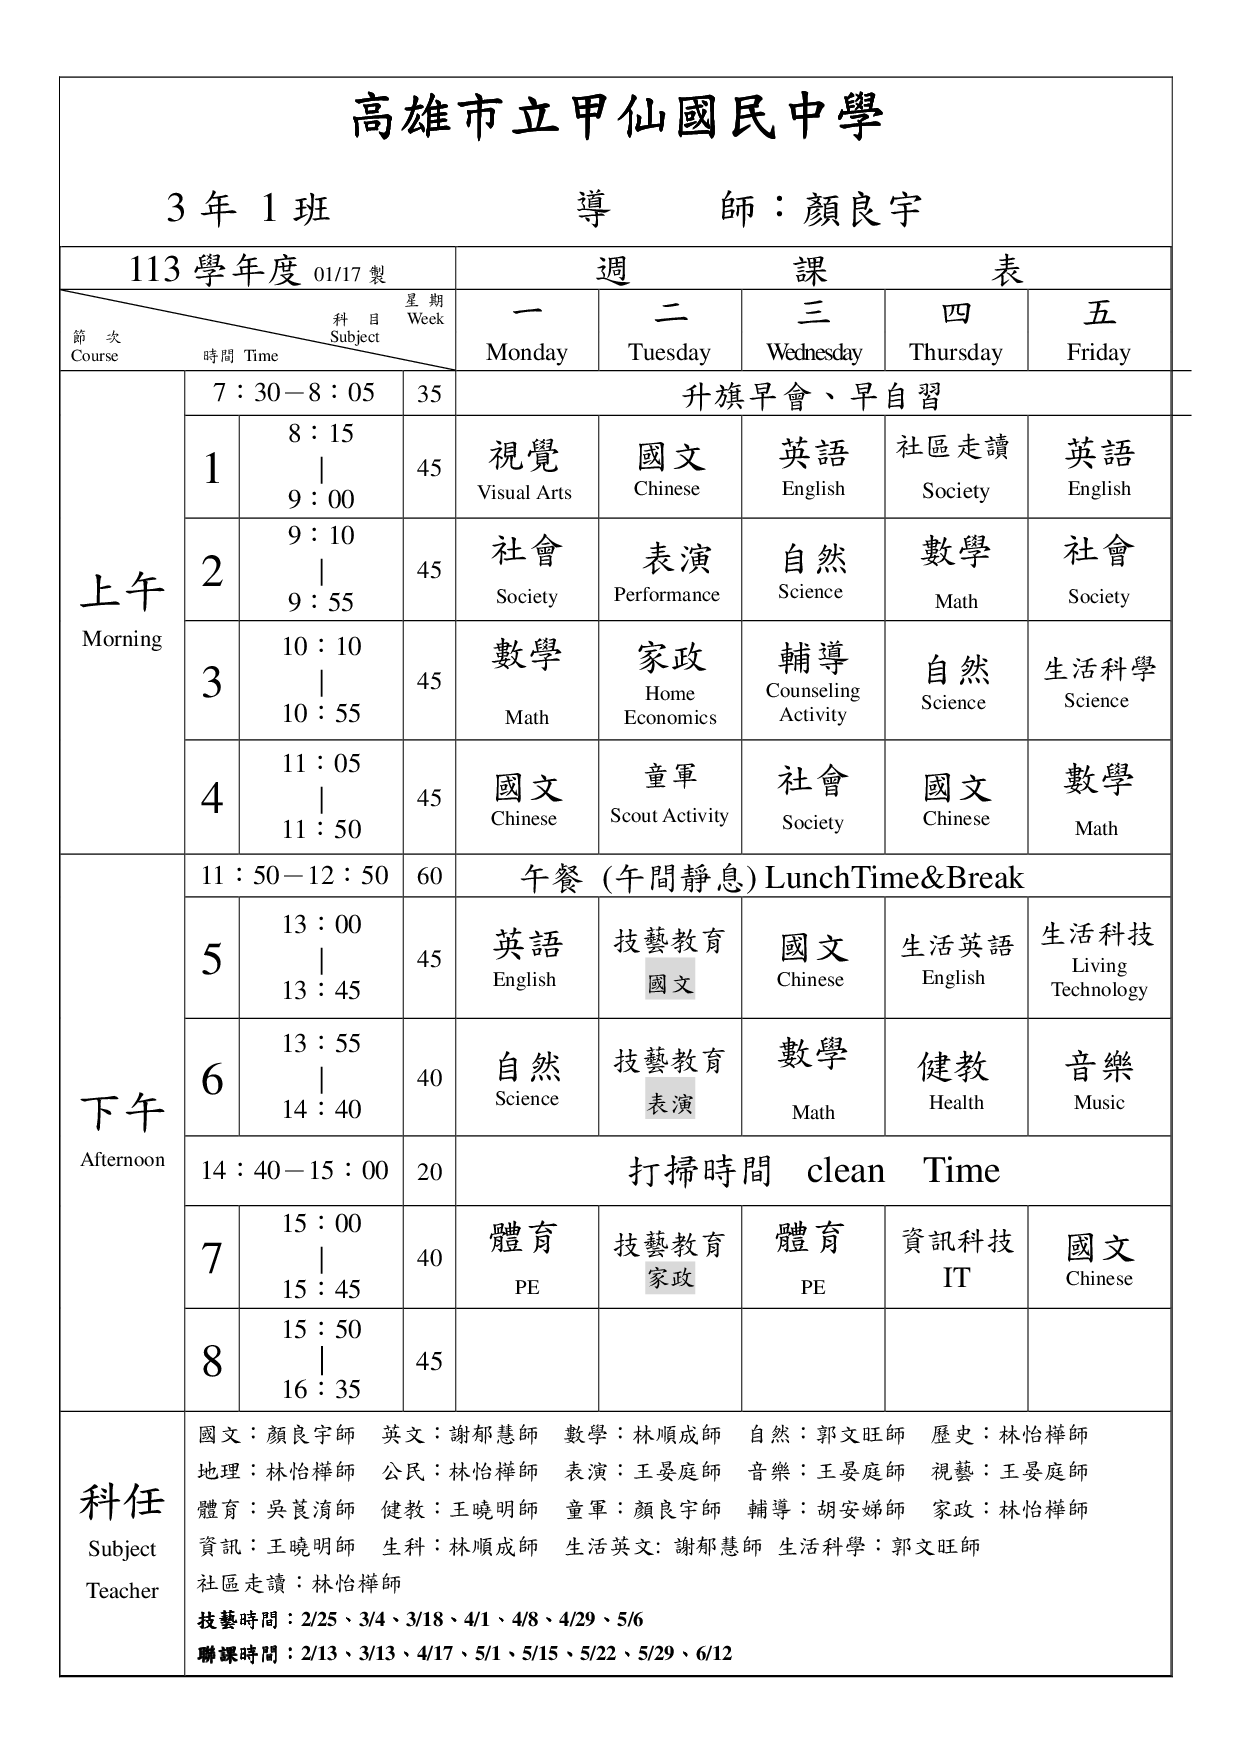 高雄市立甲仙國民中學
3 年 1 班 導 師：顏良宇
113 學年度 01/17 製 週 課 表
節 次 Course 時間 Time 科 目 Subject 星 期 Week
一 二 三 四 五
Monday Tuesday Wednesday Thursday Friday
上午
Morning
7：30－8：05 35 升旗早會、早自習
1 8：15 | 9：00 45
視覺 國文 英語 社區走讀 英語
Visual Arts Chinese English Society English
2 9：10 | 9：55 45
社會 表演 自然 數學 社會
Society Performance Science Math Society
3 10：10 | 10：55 45
數學 家政 輔導 自然 生活科學
Math Home Economics Counseling Activity Science Science
4 11：05 | 11：50 45
國文 童軍 社會 國文 數學
Chinese Scout Activity Society Chinese Math
下午
Afternoon
11：50－12：50 60 午餐 (午間靜息) LunchTime&Break
5 13：00 | 13：45 45
英語 技藝教育 國文 生活英語 生活科技
English 國文 Chinese English Living Technology
6 13：55 | 14：40 40
自然 技藝教育 數學 健教 音樂
Science 表演 Math Health Music
14：40－15：00 20 打掃時間 clean Time
7 15：00 | 15：45 40
體育 技藝教育 體育 資訊科技 國文
PE 家政 PE IT Chinese
8 15：50 | 16：35 45
科任
Subject
Teacher
國文：顏良宇師 英文：謝郁慧師 數學：林順成師 自然：郭文旺師 歷史：林怡樺師
地理：林怡樺師 公民：林怡樺師 表演：王晏庭師 音樂：王晏庭師 視藝：王晏庭師
體育：吳莨淯師 健教：王曉明師 童軍：顏良宇師 輔導：胡安娣師 家政：林怡樺師
資訊：王曉明師 生科：林順成師 生活英文: 謝郁慧師 生活科學：郭文旺師
社區走讀：林怡樺師
技藝時間：2/25、3/4、3/18、4/1、4/8、4/29、5/6
聯課時間：2/13、3/13、4/17、5/1、5/15、5/22、5/29、6/12